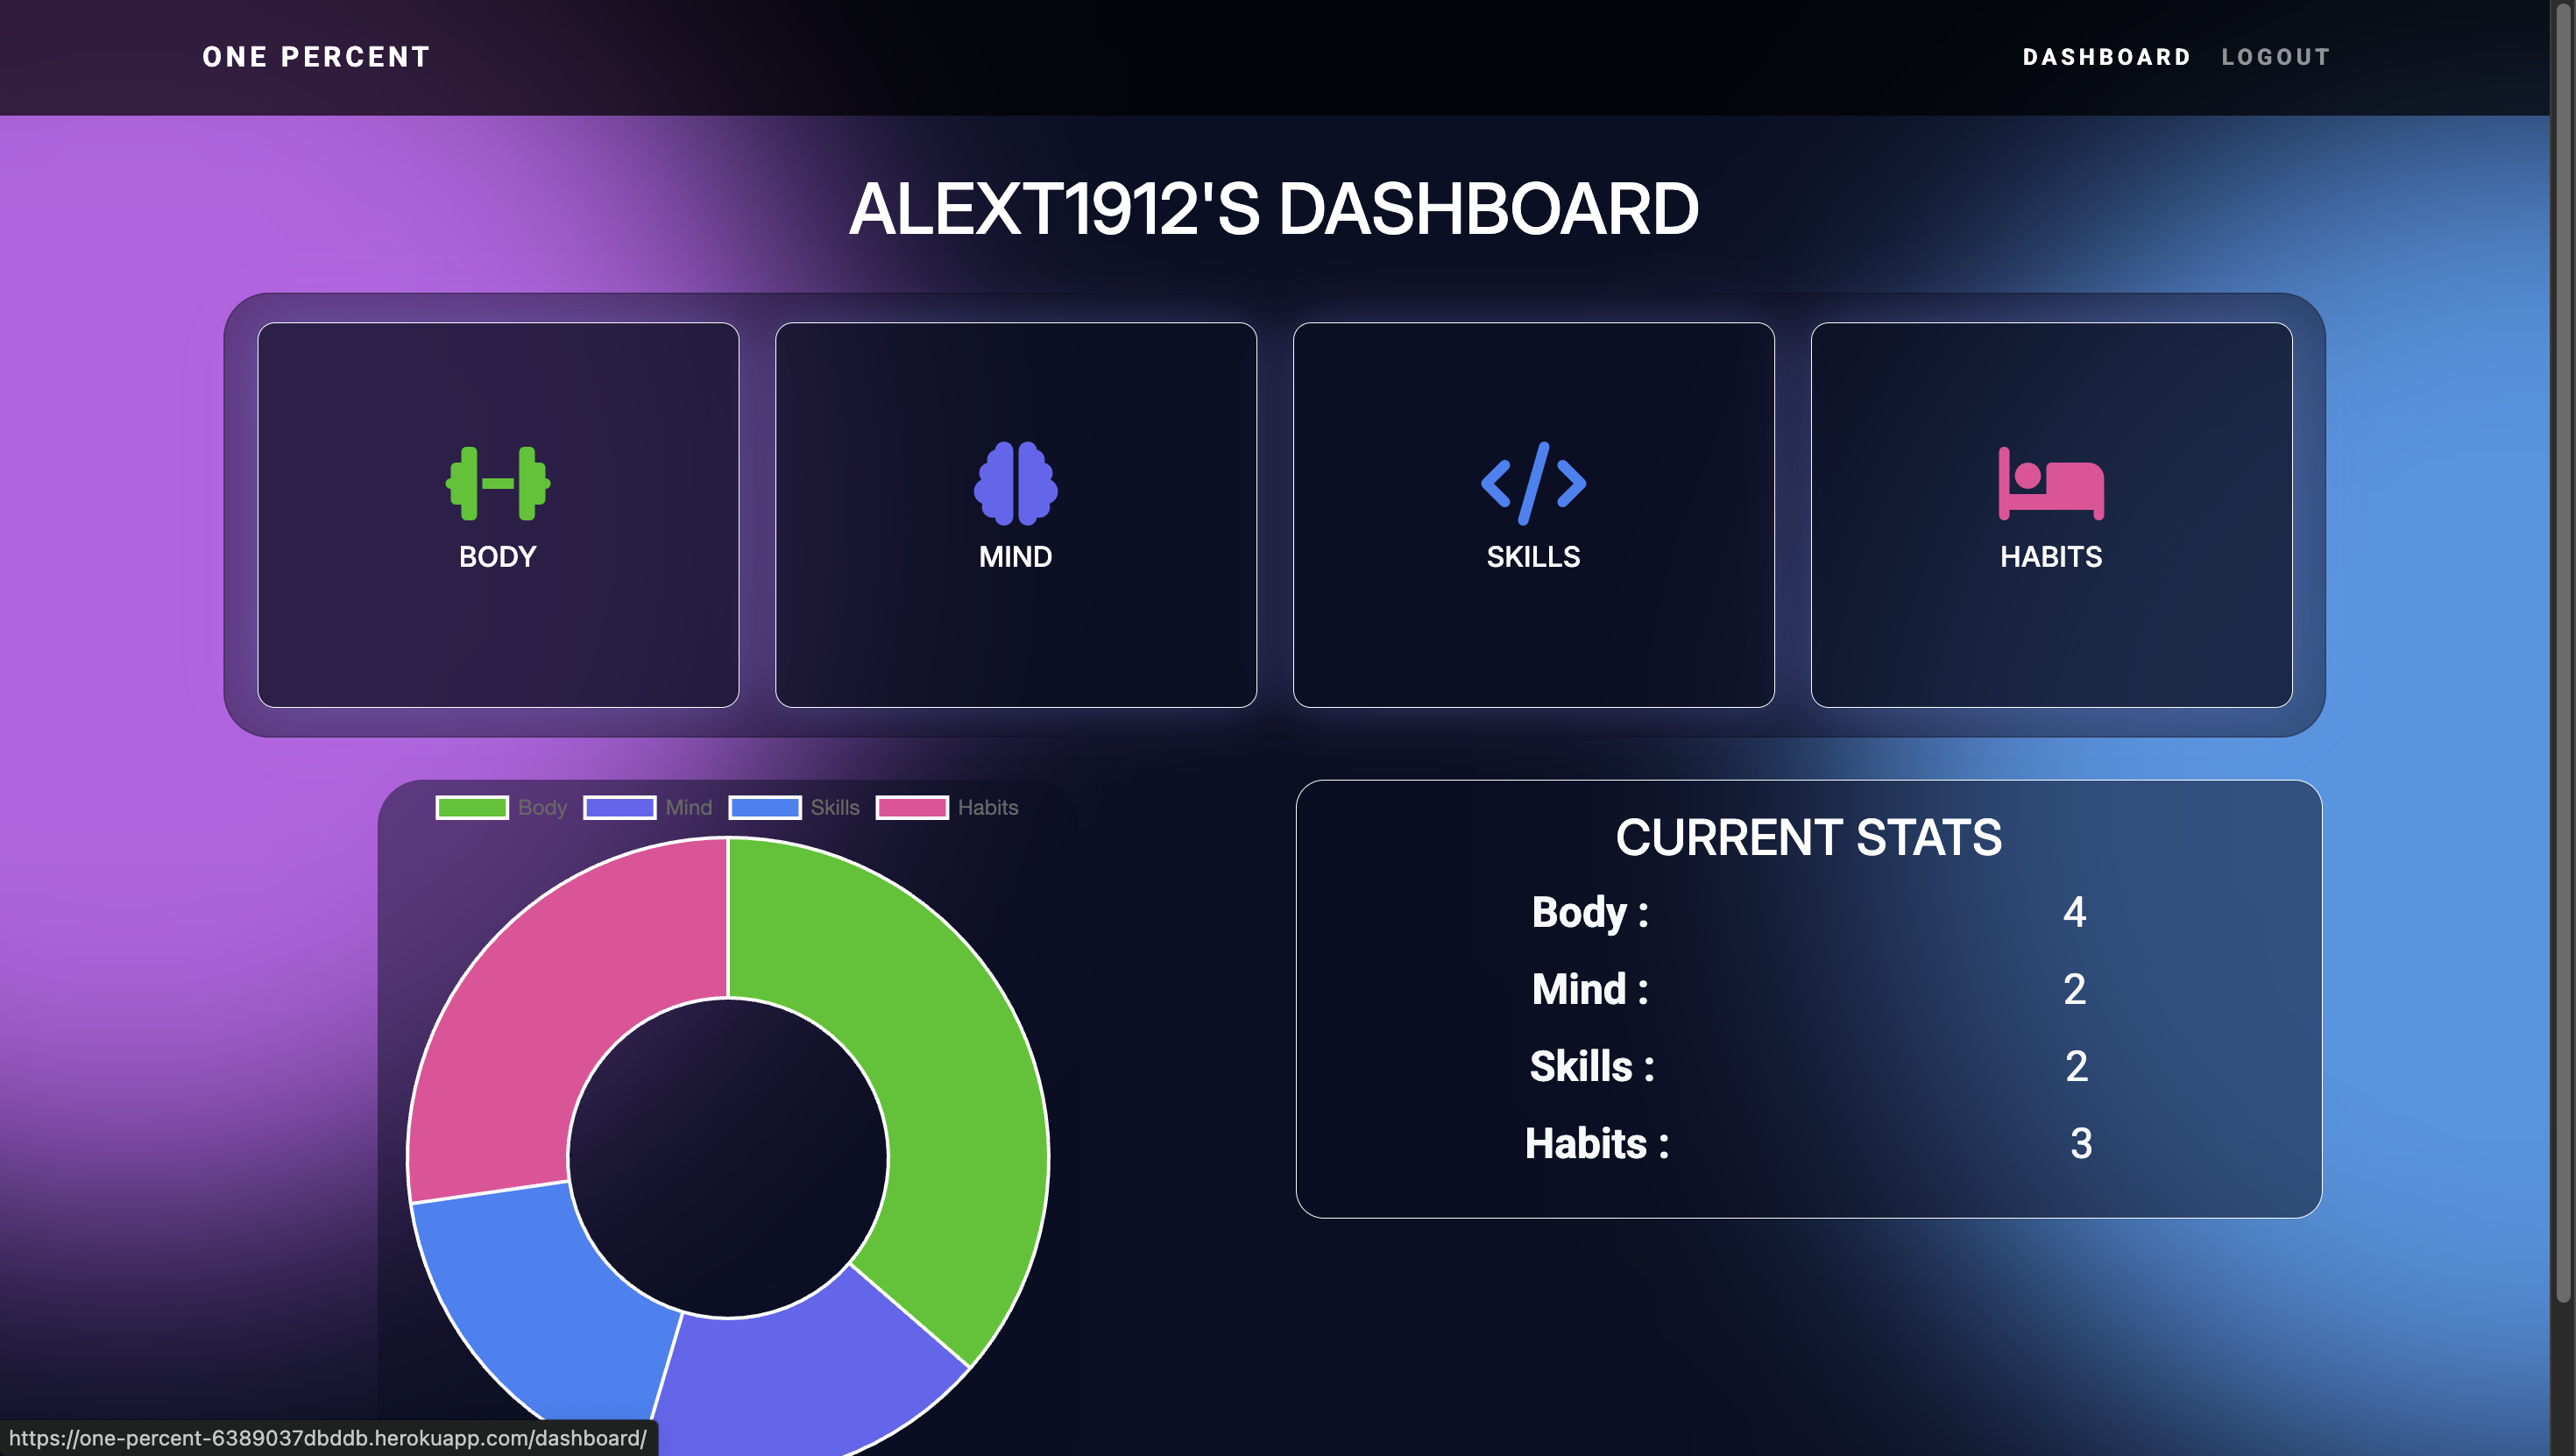 ONE PERCENT
DASHBOARD LOGOUT
ALEXT1912'S DASHBOARD
BODY
MIND
SKILLS
HABITS
Body Mind Skills Habits
CURRENT STATS
Body : 4
Mind : 2
Skills : 2
Habits : 3
https://one-percent-6389037dbddb.herokuapp.com/dashboard/